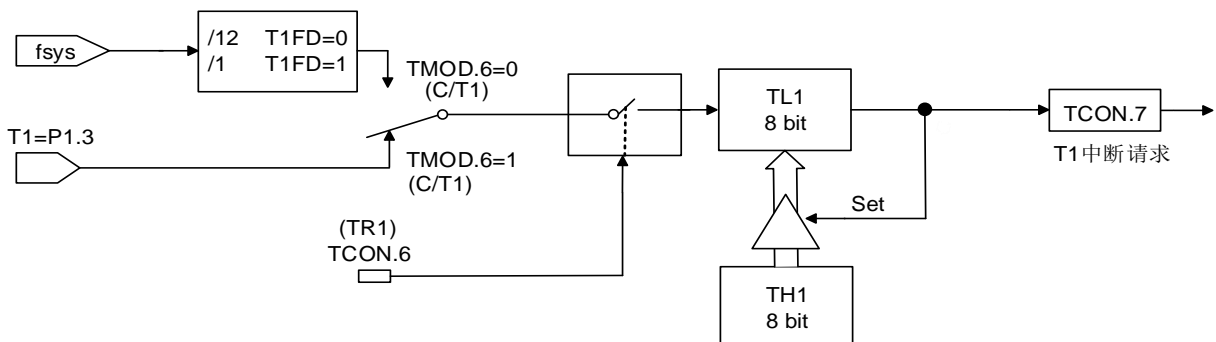 fsys
/12 T1FD=0
/1 T1FD=1
TMOD.6=0
(C/T1)
T1=P1.3
TMOD.6=1
(C/T1)
(TR1)
TCON.6
TL1
8 bit
Set
TH1
8 bit
TCON.7
T1中断请求